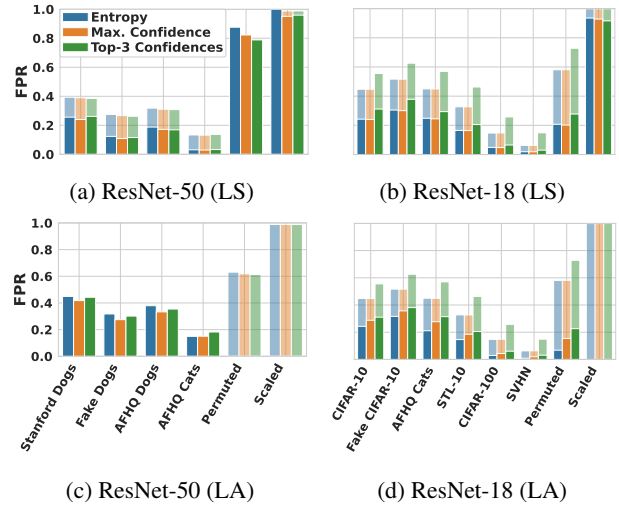 1.0
0.8
0.6
0.4
0.2
0.0
FPR
Entropy
Max. Confidence
Top-3 Confidences
(a) ResNet-50 (LS)
(b) ResNet-18 (LS)
1.0
0.8
0.6
0.4
0.2
0.0
FPR
Stanford Dogs
Fake Dogs
AFHQ Dogs
AFHQ Cats
Permuted
Scaled
CIFAR-10
Fake CIFAR-10
AFHQ Cats
STL-10
CIFAR-100
SVHN
Permuted
Scaled
(c) ResNet-50 (LA)
(d) ResNet-18 (LA)